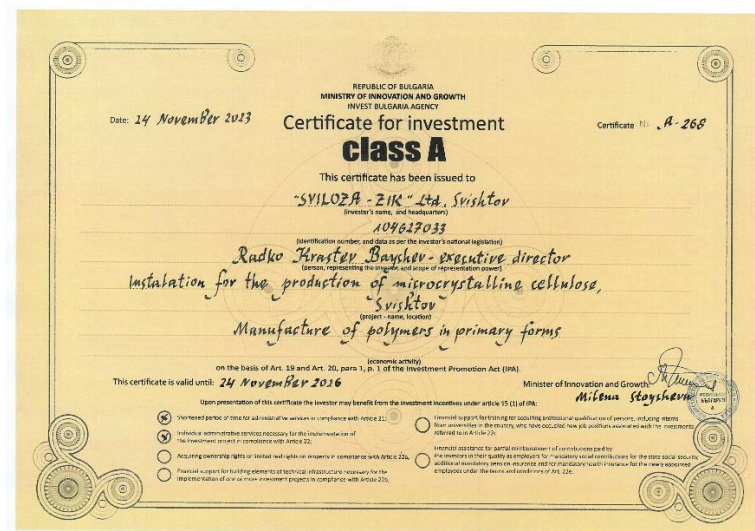 REPUBLIC OF BULGARIA
MINISTRY OF INNOVATION AND GROWTH
INVEST BULGARIA AGENCY
Date: 24 November 2023
Certificate for investment
Certificate № A-268
class A
This certificate has been issued to
"SVILOZA - ZIK" Ltd, Svishtov
(investor's name, and headquarters)
104627033
(identification number, and data as per the investor's national legislation)
Radko Krastev Baychev - executive director
(person, representing the investor and scope of representation power)
Instalation for the production of microcrystalline cellulose,
Svishtov
(project - name, location)
Manufacture of polymers in primary forms
(economic activity)
on the basis of Art. 19 and Art. 20, para 1, p. 1 of the Investment Promotion Act (IPA).
This certificate is valid until: 24 November 2026
Minister of Innovation and Growth:
Milena Stoycheva
Upon presentation of this certificate the investor may benefit from the investment incentives under article 15 (1) of IPA:
Shortened period of time for administrative services in compliance with Article 21;
Individual administrative services necessary for the implementation of
the investment project in compliance with Article 22;
Acquiring ownership rights or limited real rights on property in compliance with Article 22a,
Financial support for building elements of technical infrastructure necessary for the
implementation of one or more investment projects in compliance with Article 22b,
Financial support for training for acquiring professional qualification of persons, including interns
from universities in the country, who have occupied new job positions associated with the investments
referred to in Article 22c;
Financial assistance for partial reimbursement of contributions paid by
the investors in their quality as employers for mandatory social contributions for the state social security,
additional mandatory pension insurance and for mandatory health insurance for the newly appointed
employees under the terms and conditions of Art. 22e.